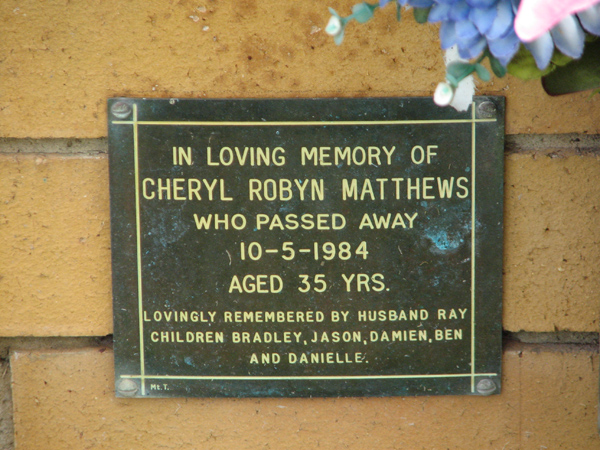 IN LOVING MEMORY OF
CHERYL ROBYN MATTHEWS
WHO PASSED AWAY
10-5-1984
AGED 35 YRS.
LOVINGLY REMEMBERED BY HUSBAND RAY
CHILDREN BRADLEY, JASON, DAMIEN, BEN
AND DANIELLE.
Mt.T.